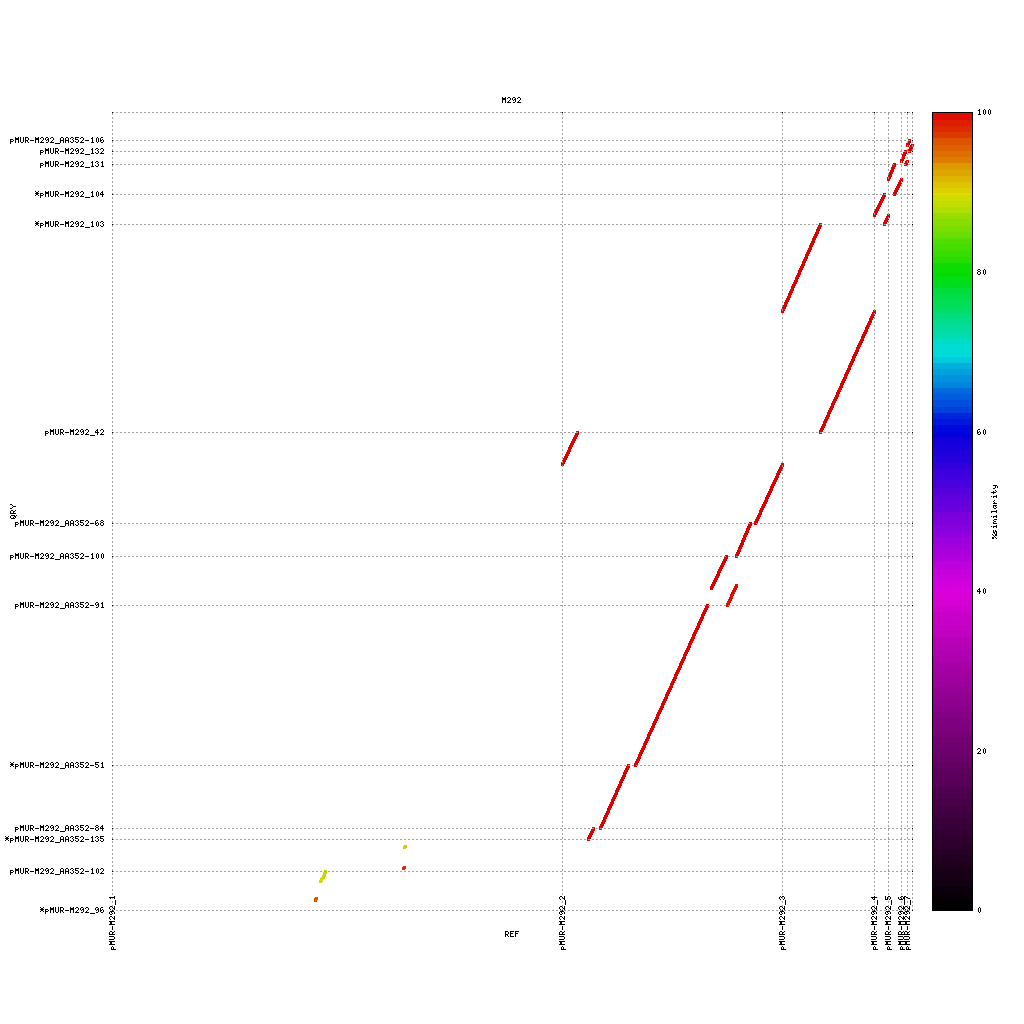 M292
pMUR-M292_AA352-106
pMUR-M292_132
pMUR-M292_131
*pMUR-M292_104
*pMUR-M292_103
pMUR-M292_42
pMUR-M292_AA352-68
pMUR-M292_AA352-100
pMUR-M292_AA352-91
*pMUR-M292_AA352-51
pMUR-M292_AA352-84
*pMUR-M292_AA352-135
pMUR-M292_AA352-102
*pMUR-M292_96
QRY
pMUR-M292_1
pMUR-M292_2
pMUR-M292_3
pMUR-M292_4
pMUR-M292_5
pMUR-M292_6
pMUR-M292_7
REF
100
80
60
40
20
0
%similarity